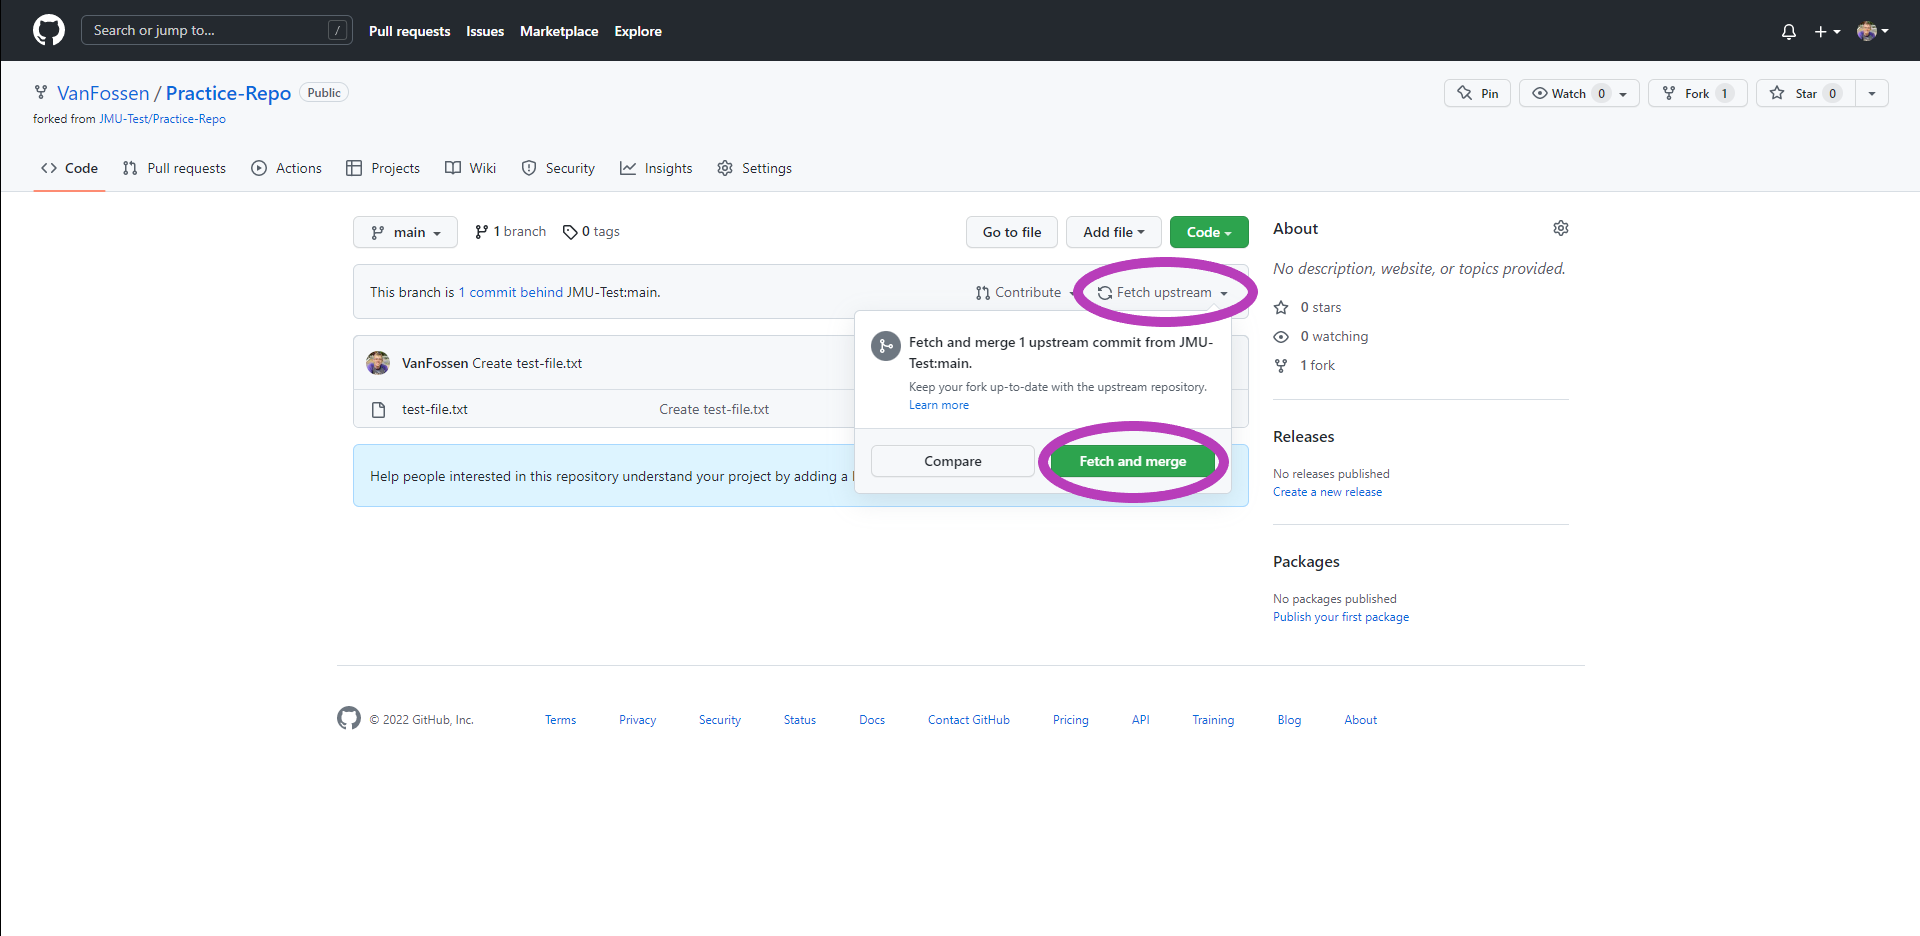 Search or jump to... /
Pull requests Issues Marketplace Explore
VanFossen / Practice-Repo Public
Pin Watch 0 Fork 1 Star 0
forked from JMU-Test/Practice-Repo
Code Pull requests Actions Projects Wiki Security Insights Settings
main 1 branch 0 tags Go to file Add file Code
This branch is 1 commit behind JMU-Test:main. Contribute Fetch upstream
Fetch and merge 1 upstream commit from JMU-
Test:main.
Keep your fork up-to-date with the upstream repository.
Learn more
Compare Fetch and merge
VanFossen Create test-file.txt
test-file.txt Create test-file.txt
Help people interested in this repository understand your project by adding a
About
No description, website, or topics provided.
0 stars
0 watching
1 fork
Releases
No releases published
Create a new release
Packages
No packages published
Publish your first package
© 2022 GitHub, Inc. Terms Privacy Security Status Docs Contact GitHub Pricing API Training Blog About